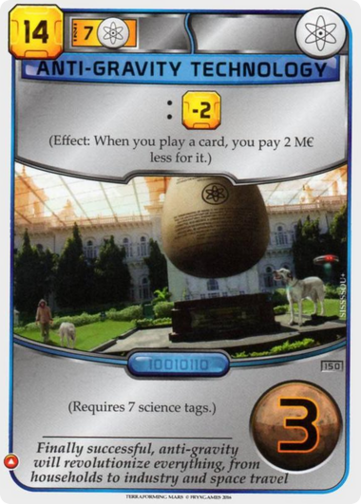 14
7
ANTI-GRAVITY TECHNOLOGY
: -2
(Effect: When you play a card, you pay 2 M€
less for it.)
10010110
150
(Requires 7 science tags.)
3
Finally successful, anti-gravity
will revolutionize everything, from
households to industry and space travel
TERRAFORMING MARS © FRYXGAMES 2016